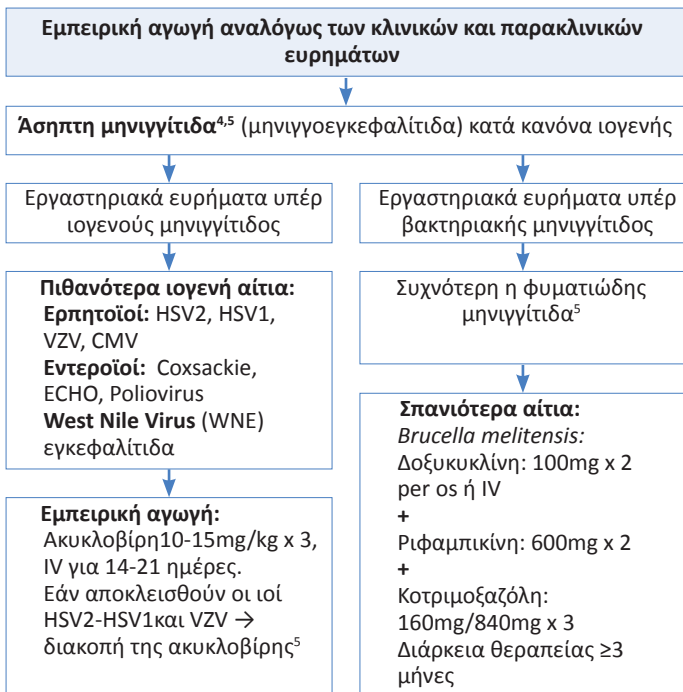 Εμπειρική αγωγή αναλόγως των κλινικών και παρακλινικών
ευρημάτων
Άσηπτη μηνιγγίτιδα4,5 (μηνιγγοεγκεφαλίτιδα) κατά κανόνα ιογενής
Εργαστηριακά ευρήματα υπέρ
ιογενούς μηνιγγίτιδος
Πιθανότερα ιογενή αίτια:
Ερπητοϊοί: HSV2, HSV1,
VZV, CMV
Εντεροϊοί: Coxsackie,
ECHO, Poliovirus
West Nile Virus (WNE)
εγκεφαλίτιδα
Εμπειρική αγωγή:
Ακυκλοβίρη10-15mg/kg x 3,
IV για 14-21 ημέρες.
Εάν αποκλεισθούν οι ιοί
HSV2-HSV1και VZV →
διακοπή της ακυκλοβίρης5
Εργαστηριακά ευρήματα υπέρ
βακτηριακής μηνιγγίτιδος
Συχνότερη η φυματιώδης
μηνιγγίτιδα5
Σπανιότερα αίτια:
Brucella melitensis:
Δοξυκυκλίνη: 100mg x 2
per os ή IV
+
Ριφαμπικίνη: 600mg x 2
+
Κοτριμοξαζόλη:
160mg/840mg x 3
Διάρκεια θεραπείας ≥3
μήνες